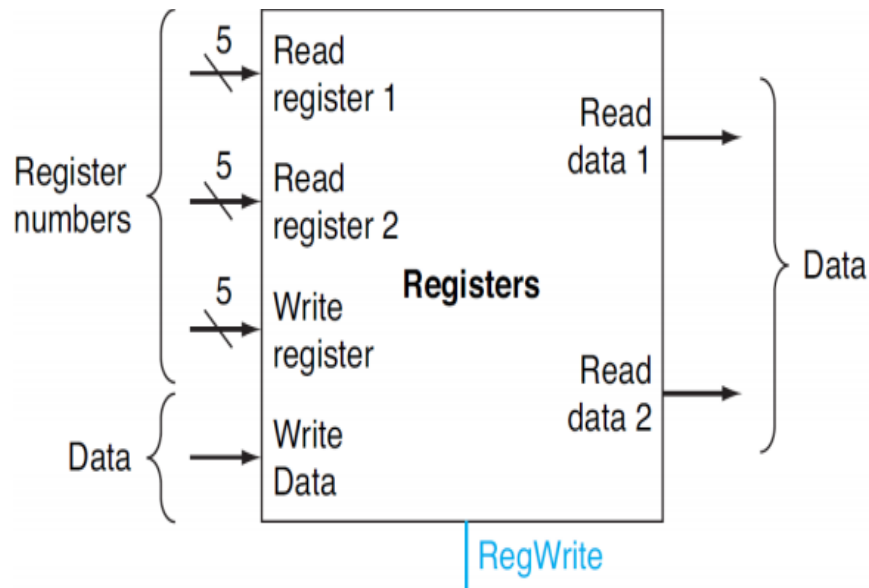 5
Read
register 1
5
Read
register 2
5
Write
register
Write
Data
Register
numbers
Data
Registers
Read
data 1
Read
data 2
Data
RegWrite